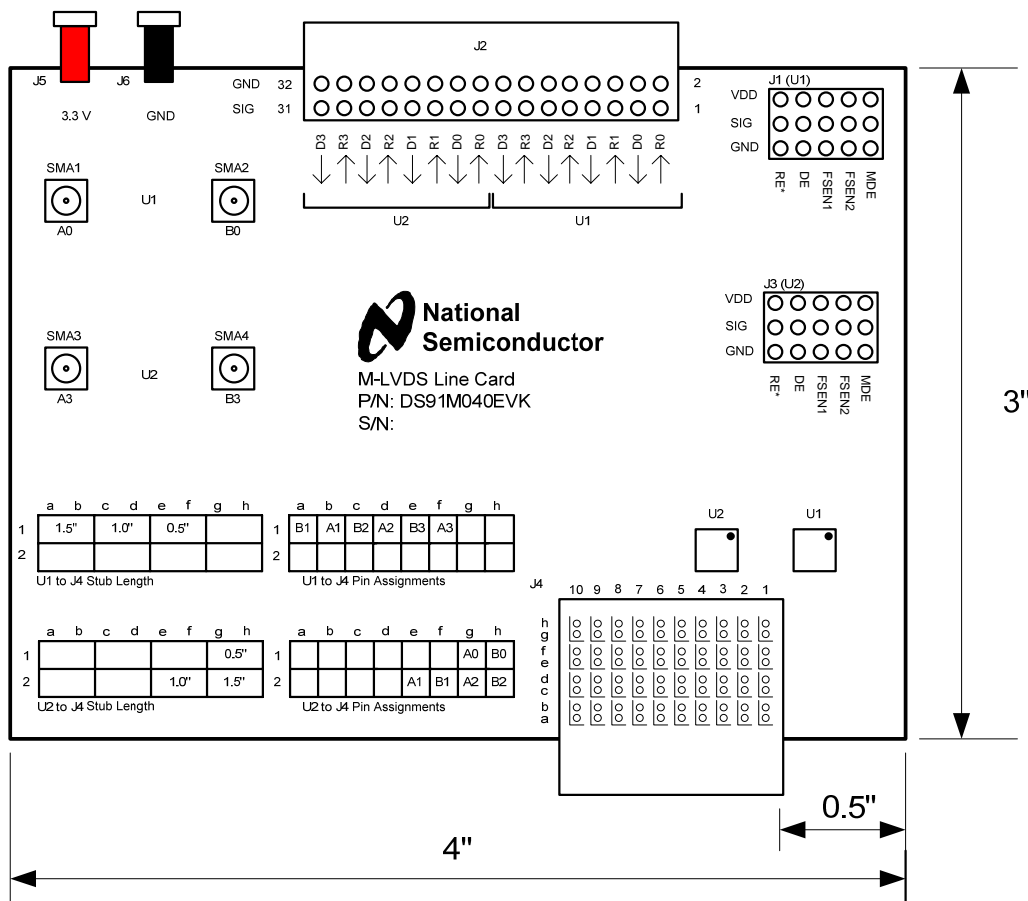 J2
J5
J6
3.3 V
GND
GND 32
SIG 31
2
1
D3 R3 D2 R2 D1 R1 D0 R0 D3 R3 D2 R2 D1 R1 D0 R0
U2
U1
J1 (U1)
VDD
SIG
GND
RE* DE FSEN1 FSEN2 MDE
SMA1
A0
U1
SMA2
B0
J3 (U2)
VDD
SIG
GND
RE* DE FSEN1 FSEN2 MDE
SMA3
A3
U2
SMA4
B3
National
Semiconductor
M-LVDS Line Card
P/N: DS91M040EVK
S/N:
3"
a b c d e f g h
1 1.5" 1.0" 0.5"
2
U1 to J4 Stub Length
a b c d e f g h
1 B1 A1 B2 A2 B3 A3
2
U1 to J4 Pin Assignments
U2
U1
a b c d e f g h
1 0.5"
2 1.0" 1.5"
U2 to J4 Stub Length
a b c d e f g h
1 A0 B0
2 A1 B1 A2 B2
U2 to J4 Pin Assignments
J4
10 9 8 7 6 5 4 3 2 1
h
g
f
e
d
c
b
a
0.5"
4"